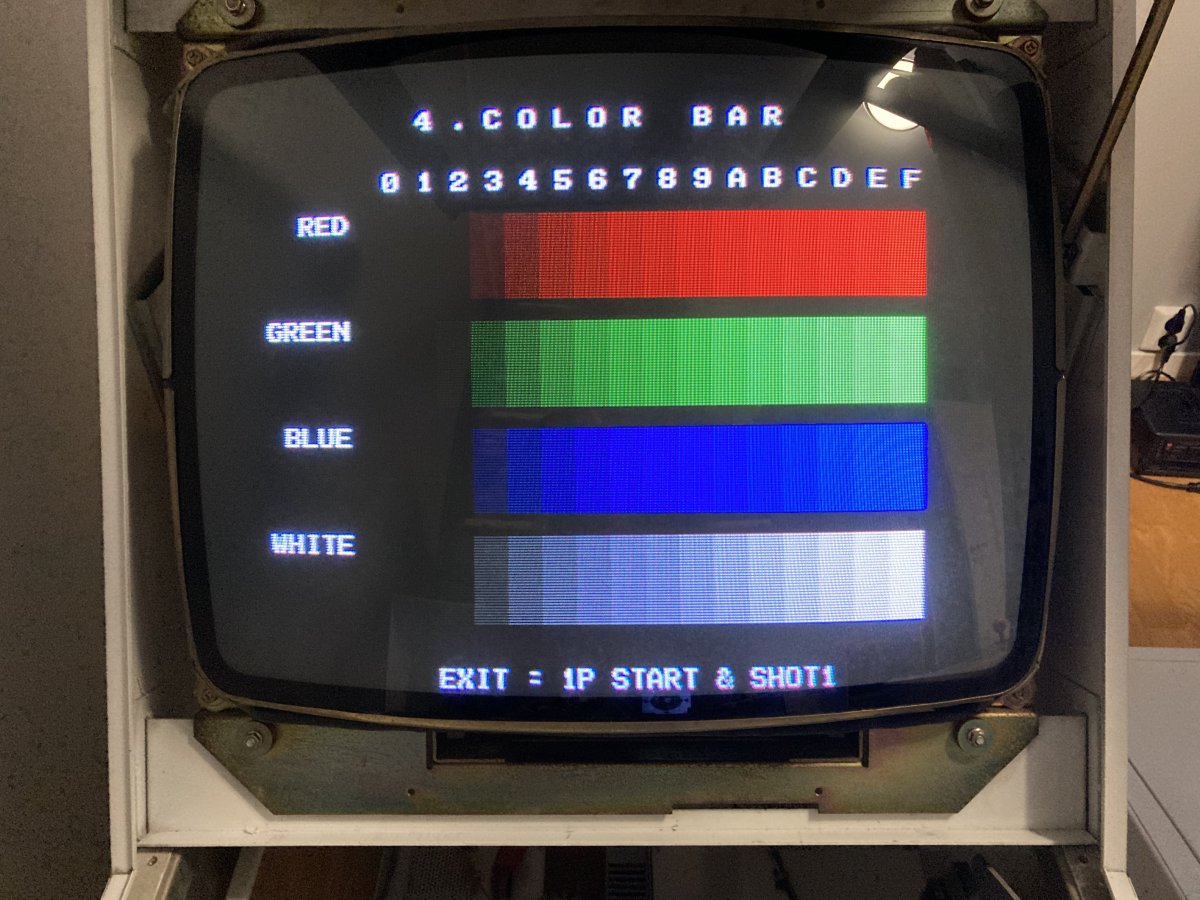 4.COLOR BAR
0123456789ABCDEF
RED
GREEN
BLUE
WHITE
EXIT = 1P START & SHOT1